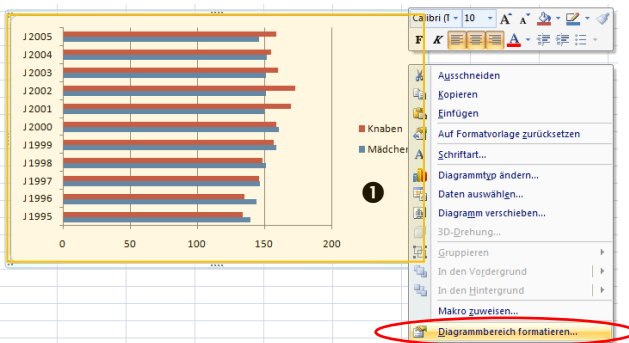 Calibri (T 10 A A
F K A
J 2005
J 2004
J 2003
J 2002
J 2001
J 2000
J 1999
J 1998
J 1997
J 1996
J 1995
0 50 100 150 200
Knaben
Mädchen
1
Ausschneiden
Kopieren
Einfügen
Auf Formatvorlage zurücksetzen
A Schriftart...
Diagrammtyp ändern...
Daten auswählen...
Diagramm verschieben...
3D-Drehung...
Gruppieren
In den Vordergrund
In den Hintergrund
Makro zuweisen...
Diagrammbereich formatieren...